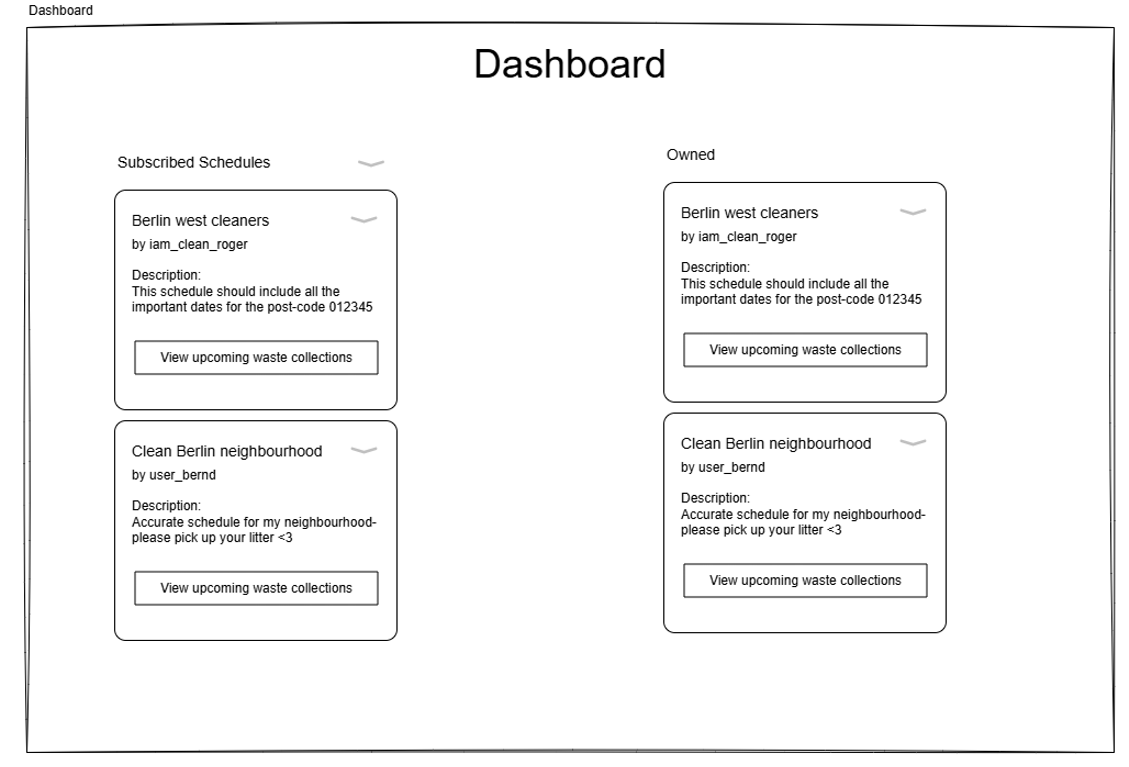 Dashboard
Dashboard
Subscribed Schedules
Berlin west cleaners
by iam_clean_roger
Description:
This schedule should include all the
important dates for the post-code 012345
View upcoming waste collections
Clean Berlin neighbourhood
by user_bernd
Description:
Accurate schedule for my neighbourhood-
please pick up your litter <3
View upcoming waste collections
Owned
Berlin west cleaners
by iam_clean_roger
Description:
This schedule should include all the
important dates for the post-code 012345
View upcoming waste collections
Clean Berlin neighbourhood
by user_bernd
Description:
Accurate schedule for my neighbourhood-
please pick up your litter <3
View upcoming waste collections